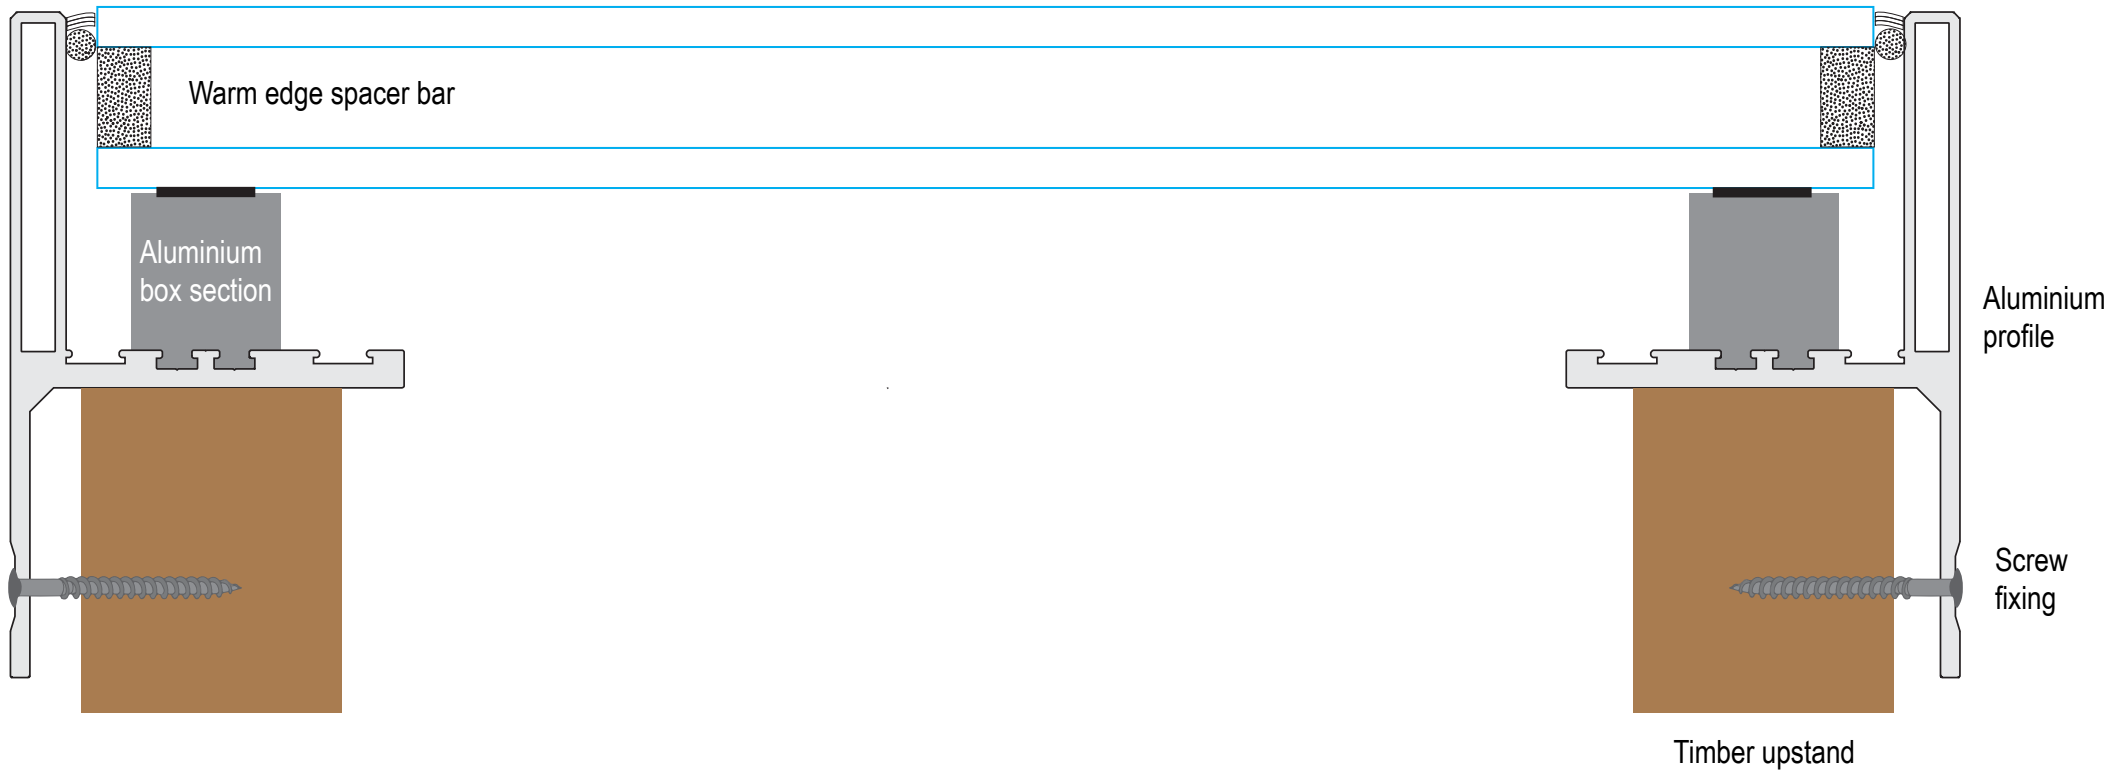 Warm edge spacer bar
Aluminium
box section
Aluminium
profile
Screw
fixing
Timber upstand